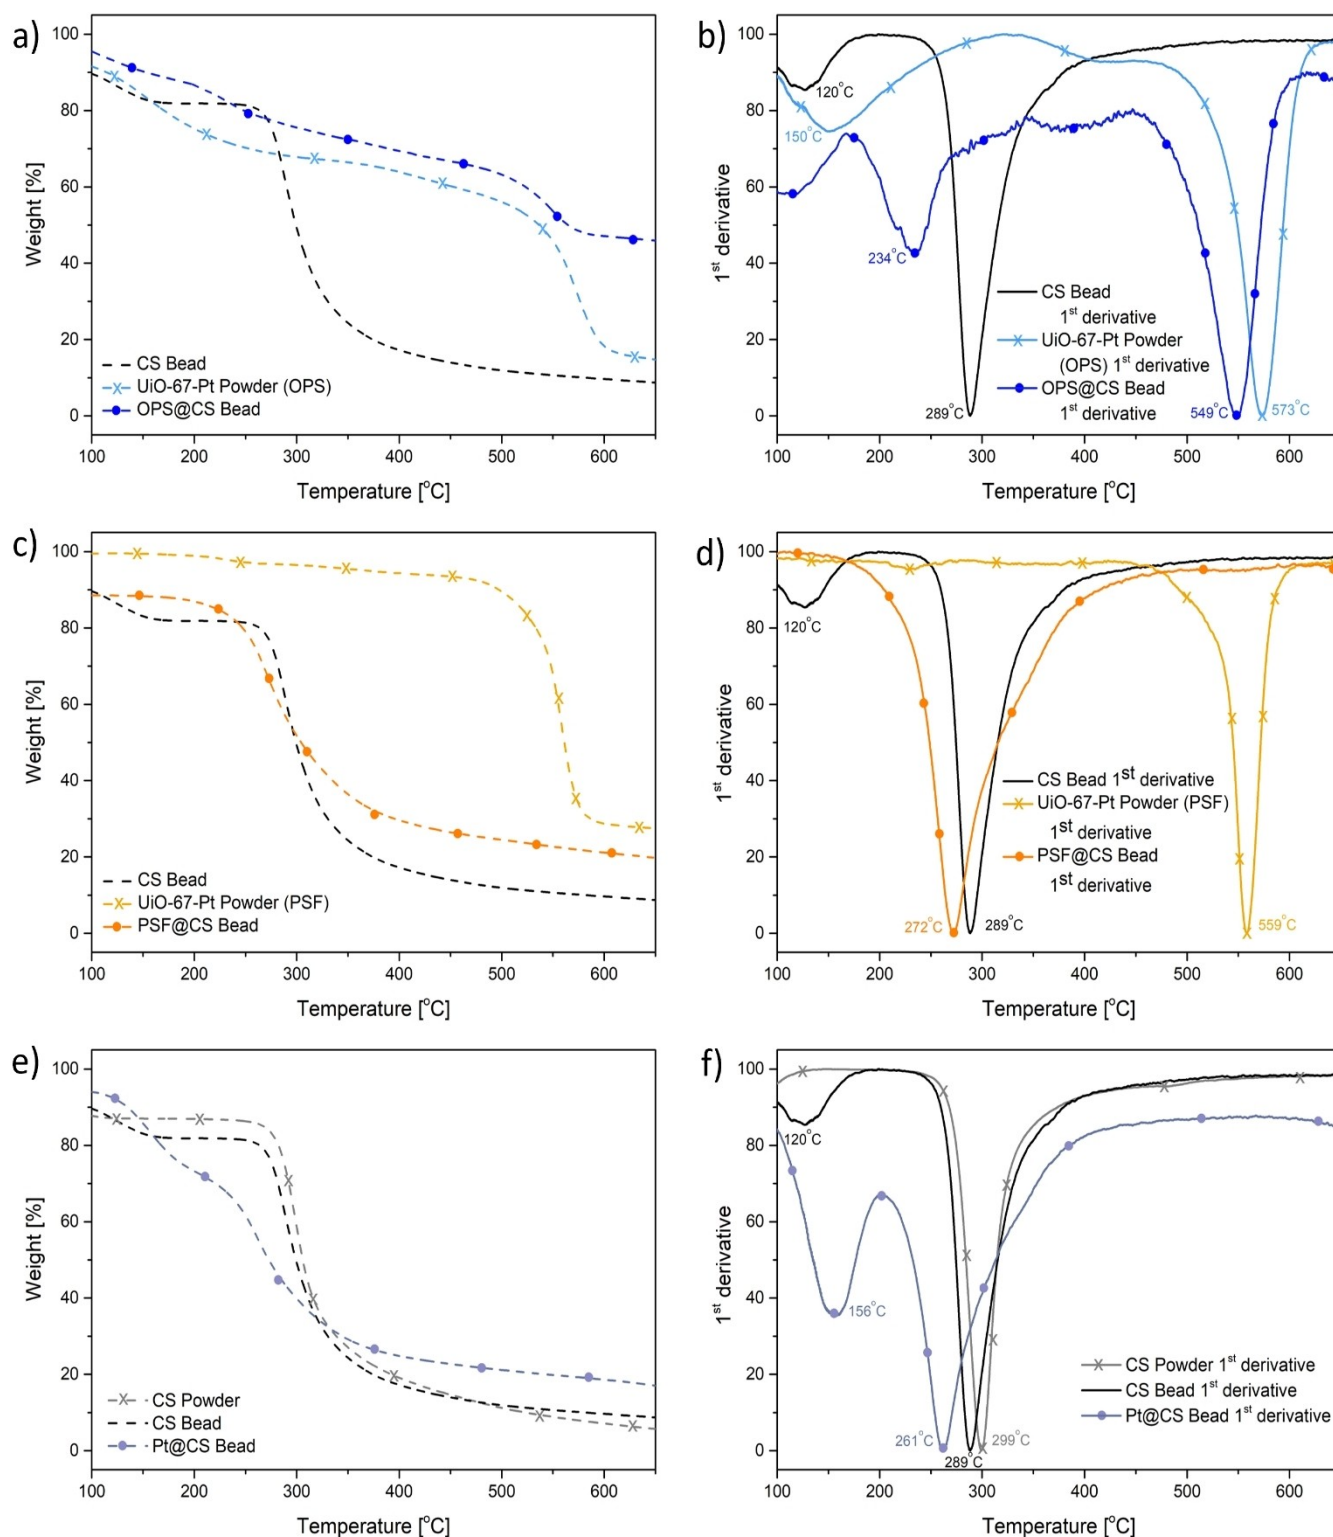 a)
100
80
60
40
20
0
Weight [%]
CS Bead
UiO-67-Pt Powder (OPS)
OPS@CS Bead
100 200 300 400 500 600
Temperature [°C]
b)
100
80
60
40
20
0
1st derivative
120°C
150°C
234°C
289°C
549°C
573°C
CS Bead
1st derivative
UiO-67-Pt Powder
(OPS) 1st derivative
OPS@CS Bead
1st derivative
100 200 300 400 500 600
Temperature [°C]
c)
100
80
60
40
20
0
Weight [%]
CS Bead
UiO-67-Pt Powder (PSF)
PSF@CS Bead
100 200 300 400 500 600
Temperature [°C]
d)
100
80
60
40
20
0
1st derivative
120°C
CS Bead 1st derivative
UiO-67-Pt Powder (PSF)
1st derivative
PSF@CS Bead
1st derivative
272°C
289°C
559°C
100 200 300 400 500 600
Temperature [°C]
e)
100
80
60
40
20
0
Weight [%]
CS Powder
CS Bead
Pt@CS Bead
100 200 300 400 500 600
Temperature [°C]
f)
100
80
60
40
20
0
1st derivative
120°C
156°C
CS Powder 1st derivative
CS Bead 1st derivative
Pt@CS Bead 1st derivative
261°C
299°C
289°C
100 200 300 400 500 600
Temperature [°C]